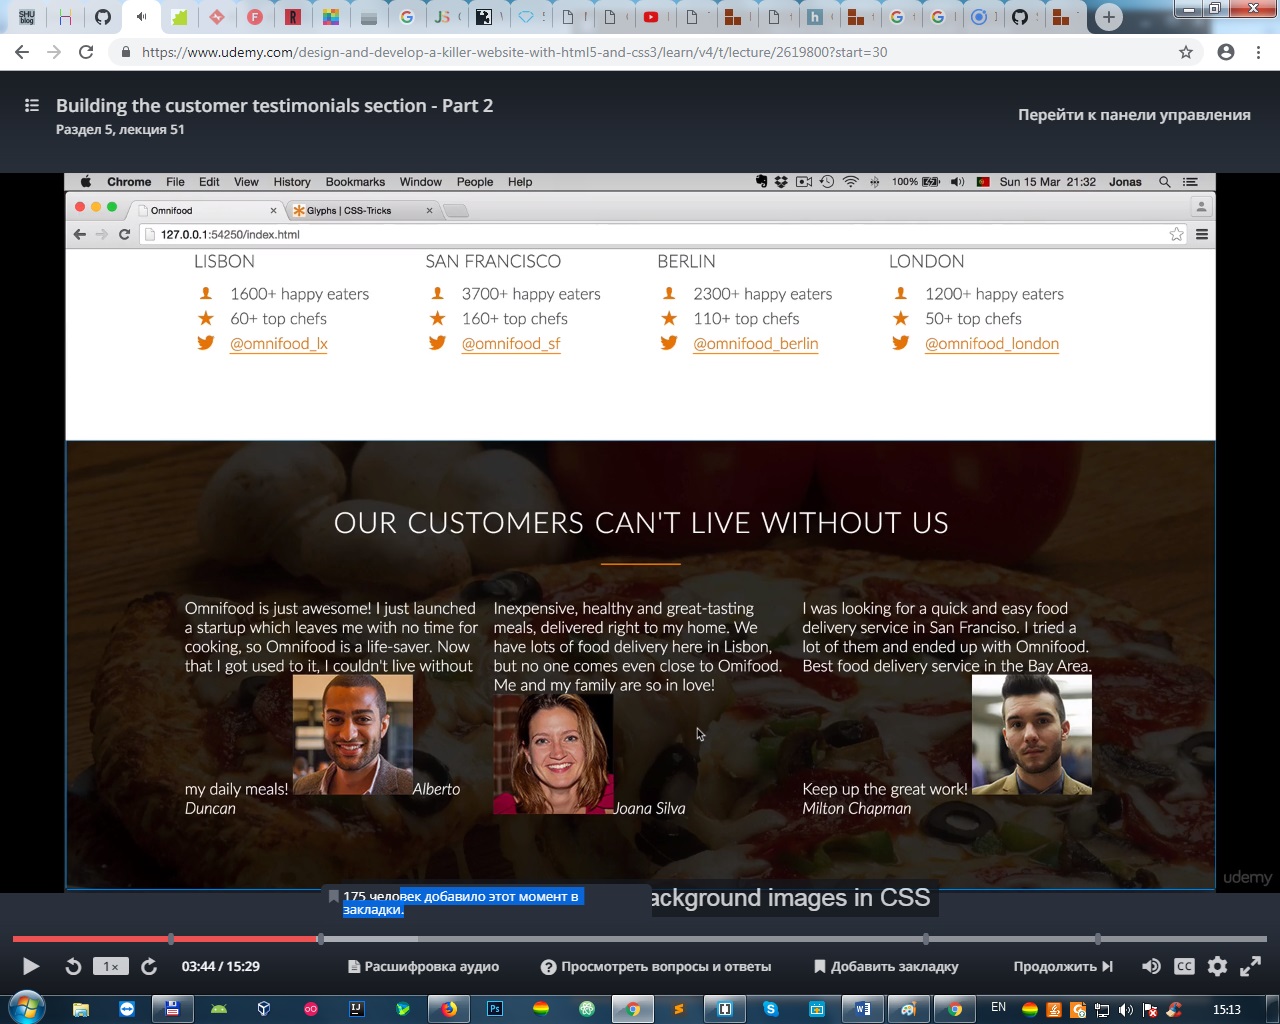 https://www.udemy.com/design-and-develop-a-killer-website-with-html5-and-css3/learn/v4/t/lecture/2619800?start=30
Building the customer testimonials section - Part 2
Раздел 5, лекция 51
Перейти к панели управления
Chrome File Edit View History Bookmarks Window People Help 100% Sun 15 Mar 21:32 Jonas
Omnifood
Glyphs | CSS-Tricks
127.0.0.1:54250/index.html
LISBON
1600+ happy eaters
60+ top chefs
@omnifood_lx
SAN FRANCISCO
3700+ happy eaters
160+ top chefs
@omnifood_sf
BERLIN
2300+ happy eaters
110+ top chefs
@omnifood_berlin
LONDON
1200+ happy eaters
50+ top chefs
@omnifood_london
OUR CUSTOMERS CAN'T LIVE WITHOUT US
Omnifood is just awesome! I just launched
a startup which leaves me with no time for
cooking, so Omnifood is a life-saver. Now
that I got used to it, I couldn't live without
my daily meals! Alberto
Duncan
Inexpensive, healthy and great-tasting
meals, delivered right to my home. We
have lots of food delivery here in Lisbon,
but no one comes even close to Omifood.
Me and my family are so in love!
Joana Silva
I was looking for a quick and easy food
delivery service in San Franciso. I tried a
lot of them and ended up with Omnifood.
Best food delivery service in the Bay Area.
Keep up the great work!
Milton Chapman
udemy
175 человек добавило этот момент в
закладки.
ackground images in CSS
1×
03:44 / 15:29
Расшифровка аудио
Просмотреть вопросы и ответы
Добавить закладку
Продолжить
CC
EN
15:13